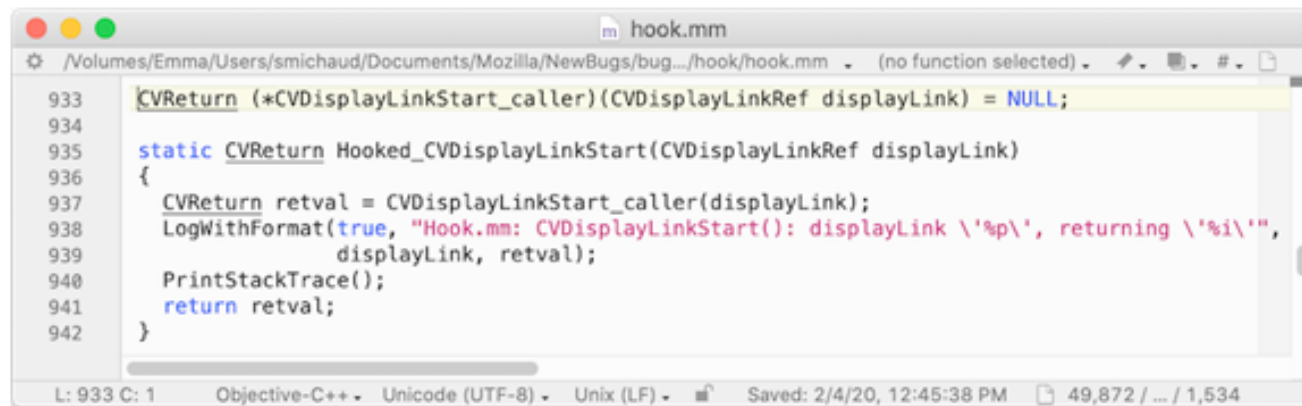 hook.mm
/Volumes/Emma/Users/smichaud/Documents/Mozilla/NewBugs/bug.../hook/hook.mm (no function selected) #
933 CVReturn (*CVDisplayLinkStart_caller)(CVDisplayLinkRef displayLink) = NULL;
934
935 static CVReturn Hooked_CVDisplayLinkStart(CVDisplayLinkRef displayLink)
936 {
937 CVReturn retval = CVDisplayLinkStart_caller(displayLink);
938 LogWithFormat(true, "Hook.mm: CVDisplayLinkStart(): displayLink \'%p\', returning \'%i\'",
939 displayLink, retval);
940 PrintStackTrace();
941 return retval;
942 }
L: 933 C: 1 Objective-C++ Unicode (UTF-8) Unix (LF) Saved: 2/4/20, 12:45:38 PM 49,872 / ... / 1,534